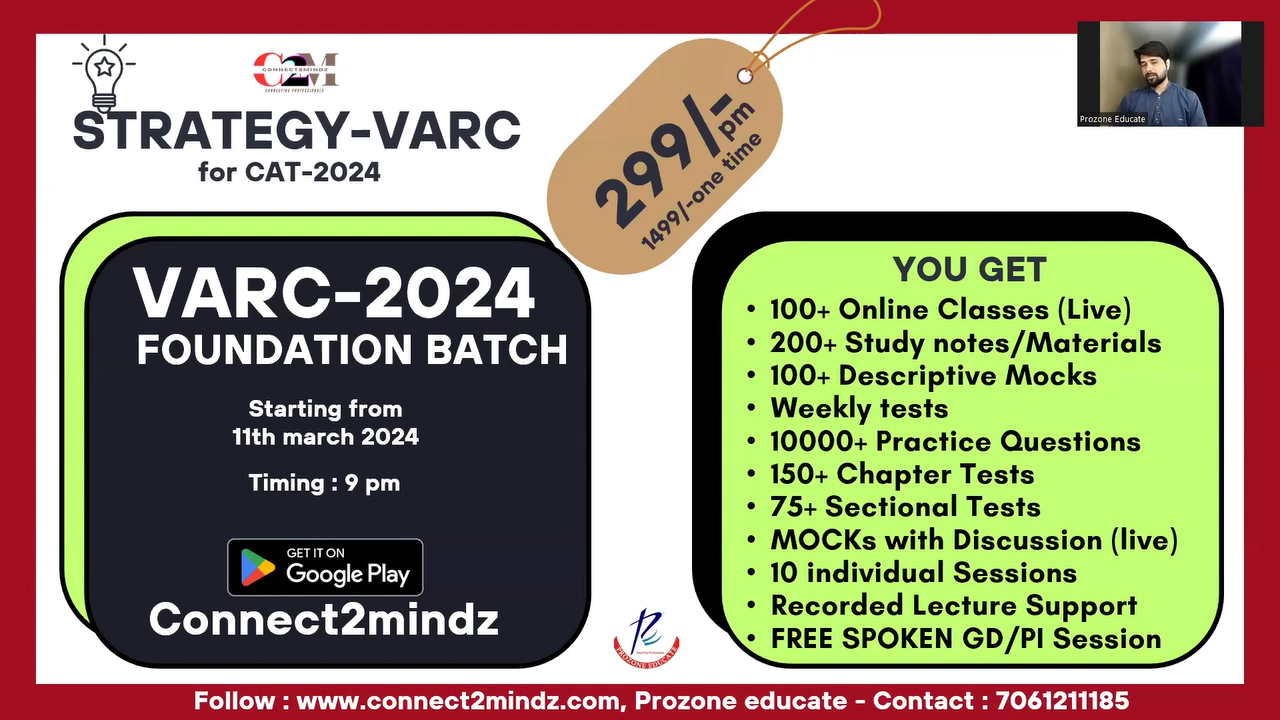 C2M
CONNECT2MINDZ
CONNECTING PROFESSIONALS
STRATEGY-VARC
for CAT-2024
299/-
pm
1499/-one time
Prozone Educate
VARC-2024
FOUNDATION BATCH
Starting from
11th march 2024
Timing : 9 pm
GET IT ON
Google Play
Connect2mindz
YOU GET
• 100+ Online Classes (Live)
• 200+ Study notes/Materials
• 100+ Descriptive Mocks
• Weekly tests
• 10000+ Practice Questions
• 150+ Chapter Tests
• 75+ Sectional Tests
• MOCKs with Discussion (live)
• 10 individual Sessions
• Recorded Lecture Support
• FREE SPOKEN GD/PI Session
PROZONE EDUCATE
Follow : www.connect2mindz.com, Prozone educate - Contact : 7061211185